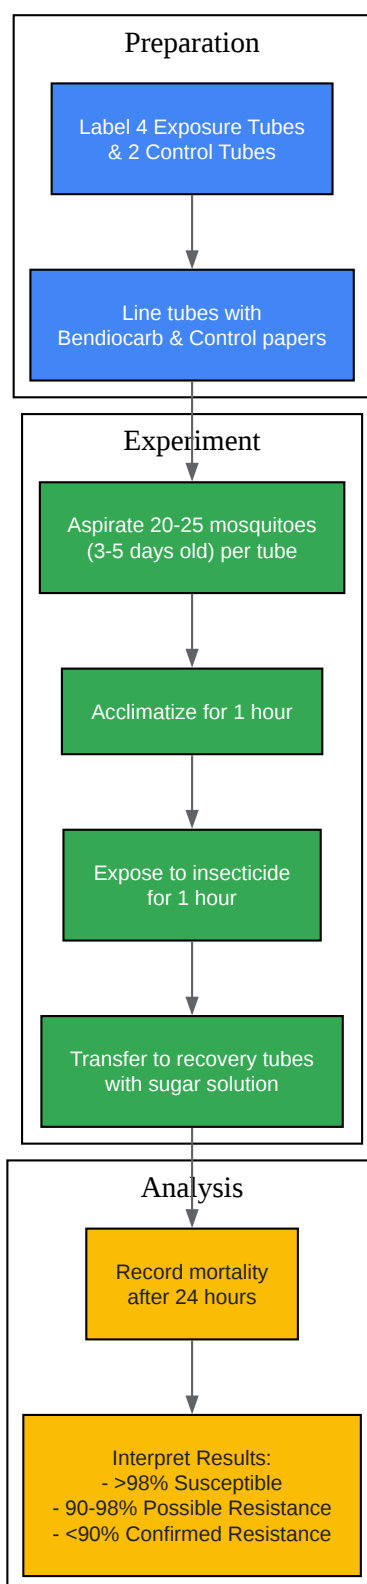 Preparation
Label 4 Exposure Tubes
& 2 Control Tubes
Line tubes with
Bendiocarb & Control papers
Experiment
Aspirate 20-25 mosquitoes
(3-5 days old) per tube
Acclimatize for 1 hour
Expose to insecticide
for 1 hour
Transfer to recovery tubes
with sugar solution
Analysis
Record mortality
after 24 hours
Interpret Results:
- >98% Susceptible
- 90-98% Possible Resistance
- <90% Confirmed Resistance